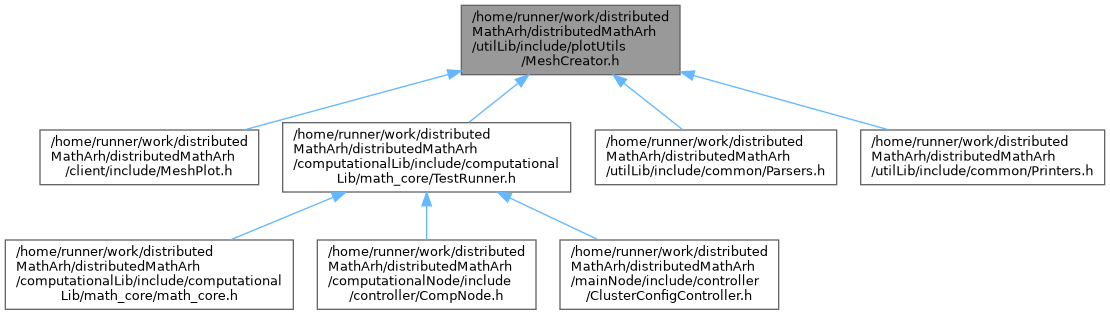 /home/runner/work/distributed
MathArh/distributedMathArh
/utilLib/include/plotUtils
/MeshCreator.h
/home/runner/work/distributed
MathArh/distributedMathArh
/client/include/MeshPlot.h
/home/runner/work/distributed
MathArh/distributedMathArh
/computationalLib/include/computational
Lib/math_core/TestRunner.h
/home/runner/work/distributed
MathArh/distributedMathArh
/utilLib/include/common/Parsers.h
/home/runner/work/distributed
MathArh/distributedMathArh
/utilLib/include/common/Printers.h
/home/runner/work/distributed
MathArh/distributedMathArh
/computationalLib/include/computational
Lib/math_core/math_core.h
/home/runner/work/distributed
MathArh/distributedMathArh
/computationalNode/include
/controller/CompNode.h
/home/runner/work/distributed
MathArh/distributedMathArh
/mainNode/include/controller
/ClusterConfigController.h